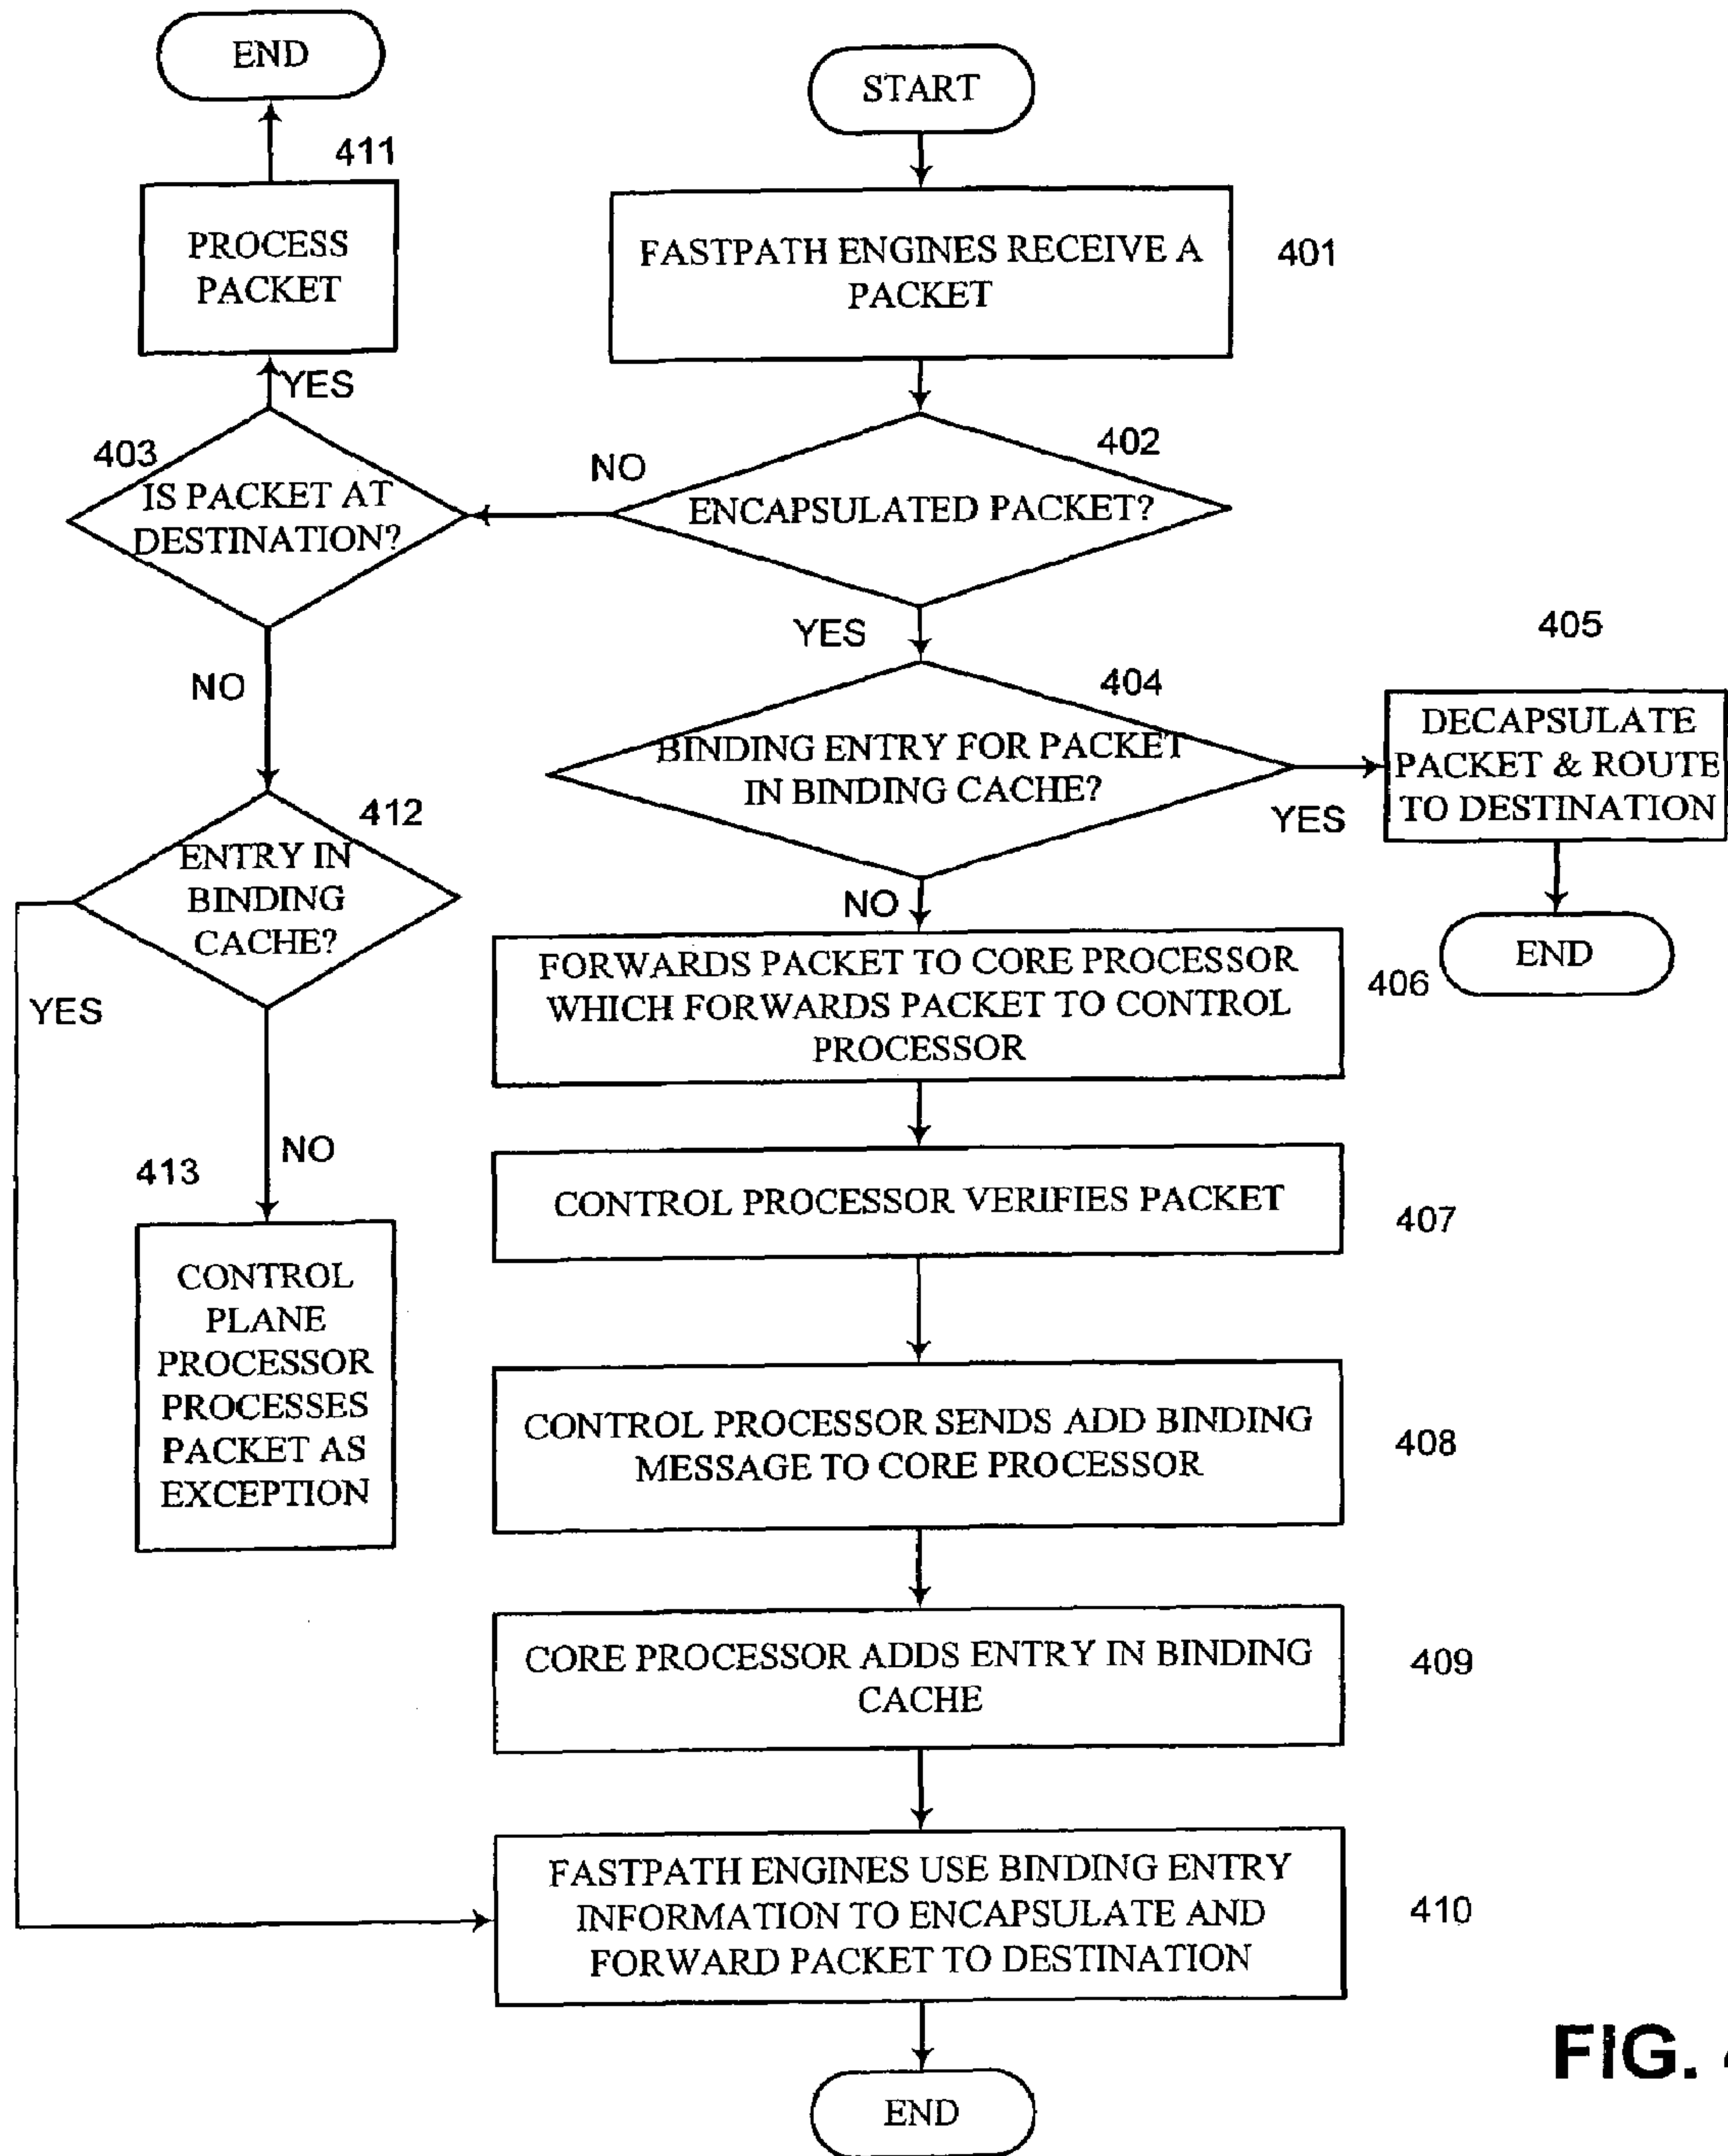 END
START
411
PROCESS
PACKET
FASTPATH ENGINES RECEIVE A
PACKET
401
YES
403
IS PACKET AT
DESTINATION?
NO
402
ENCAPSULATED PACKET?
YES
NO
404
BINDING ENTRY FOR PACKET
IN BINDING CACHE?
YES
405
DECAPSULATE
PACKET & ROUTE
TO DESTINATION
END
412
ENTRY IN
BINDING
CACHE?
YES
NO
NO
FORWARDS PACKET TO CORE PROCESSOR
WHICH FORWARDS PACKET TO CONTROL
PROCESSOR
406
413
CONTROL
PLANE
PROCESSOR
PROCESSES
PACKET AS
EXCEPTION
CONTROL PROCESSOR VERIFIES PACKET
407
CONTROL PROCESSOR SENDS ADD BINDING
MESSAGE TO CORE PROCESSOR
408
CORE PROCESSOR ADDS ENTRY IN BINDING
CACHE
409
FASTPATH ENGINES USE BINDING ENTRY
INFORMATION TO ENCAPSULATE AND
FORWARD PACKET TO DESTINATION
410
END
FIG. 4